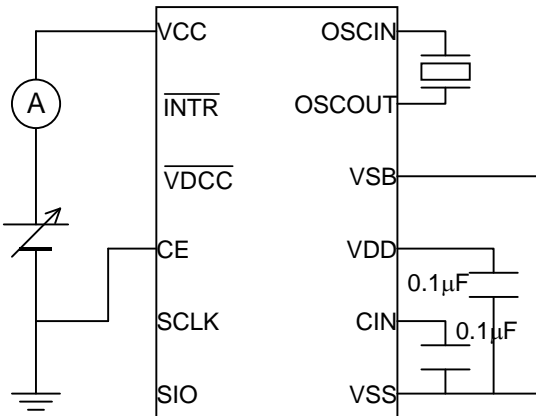 VCC OSCIN
A
INTR OSCOUT
VDCC VSB
CE VDD
0.1μF
SCLK CIN
0.1μF
SIO VSS